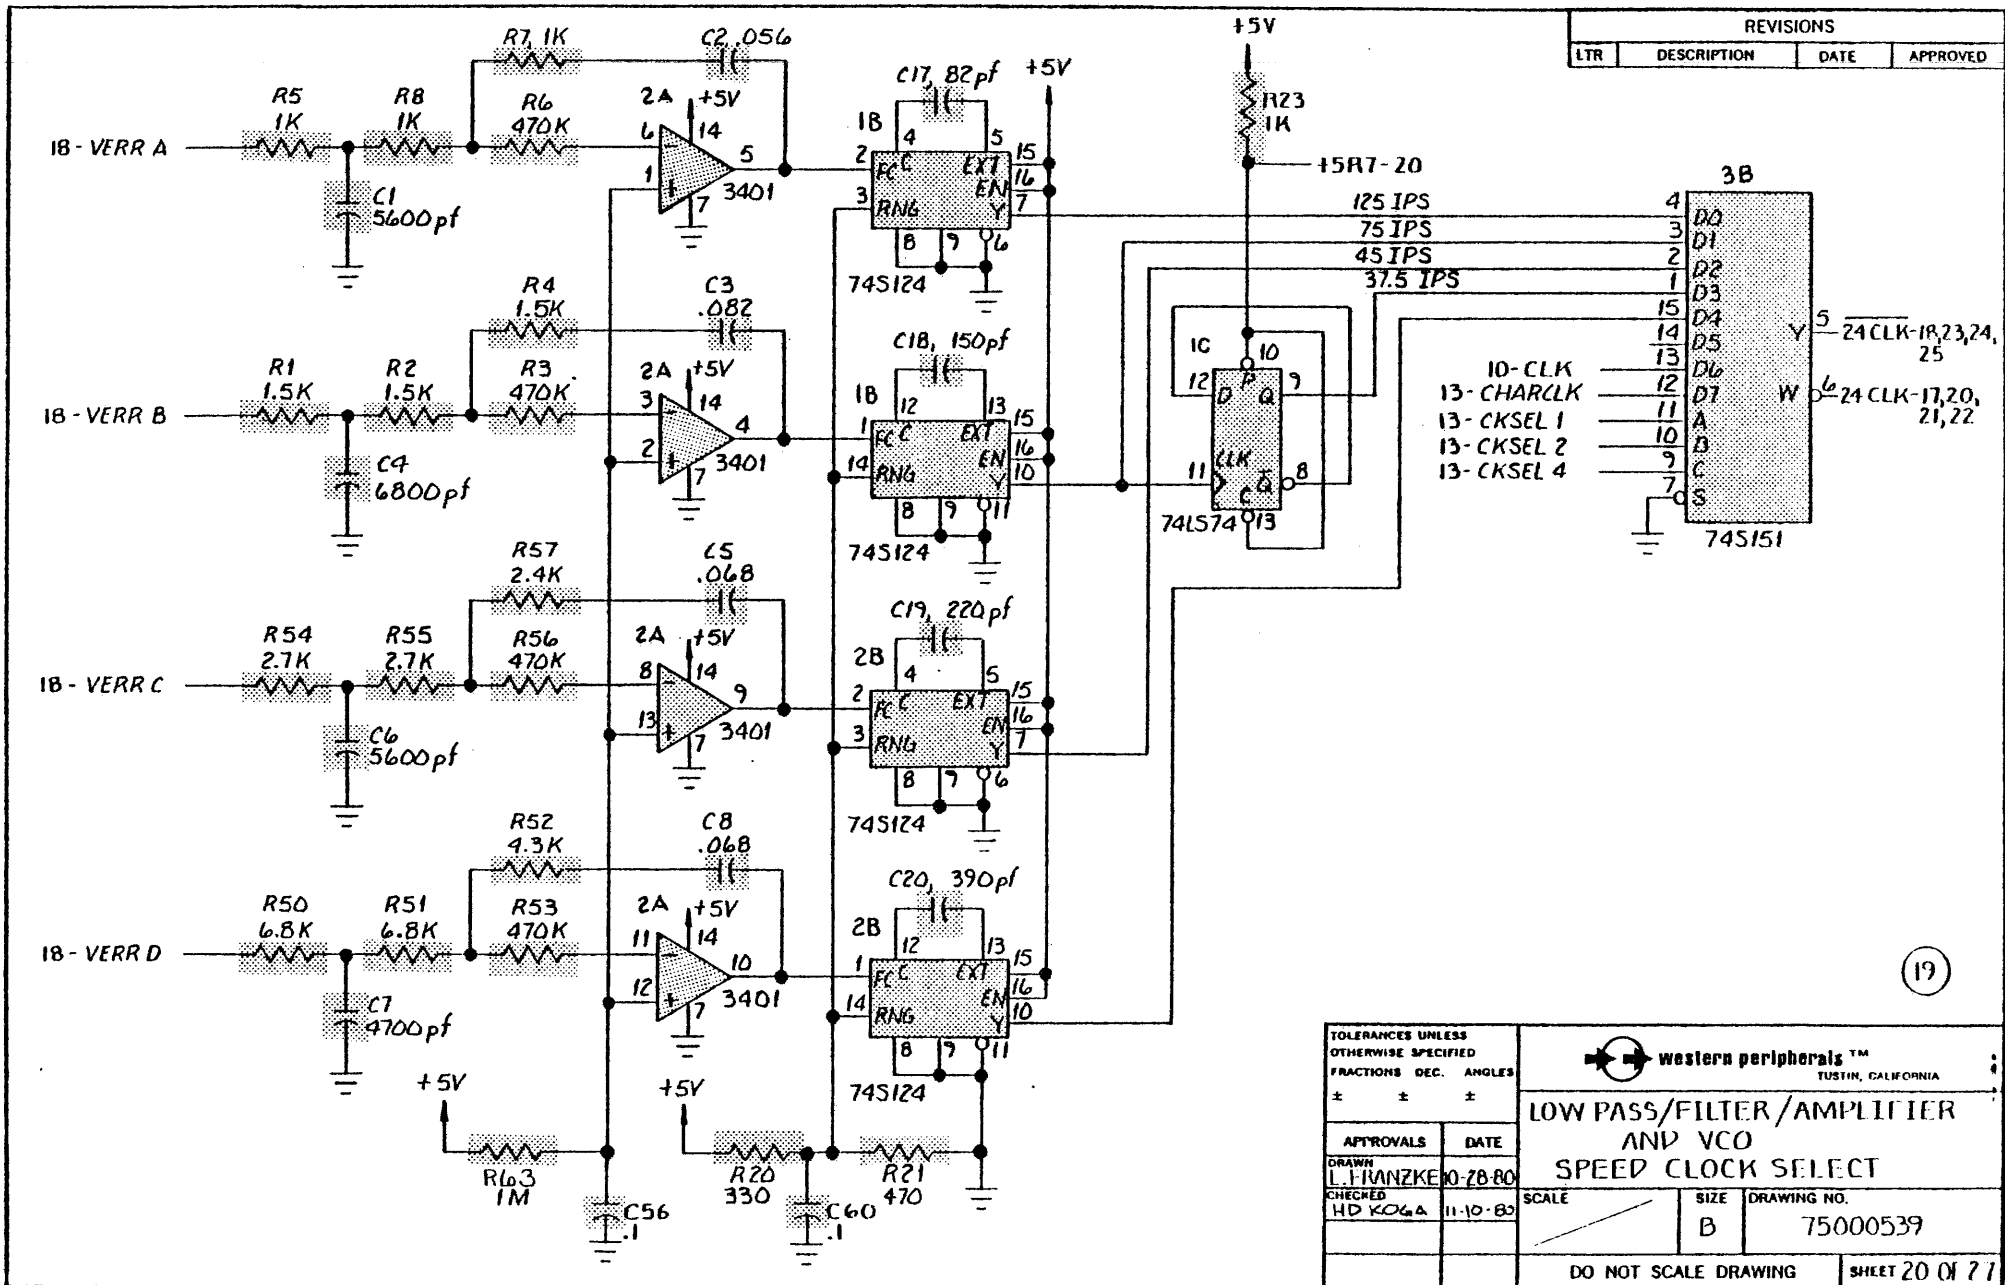 REVISIONS
LTR DESCRIPTION DATE APPROVED
R7, 1K
C2, .056
R5
1K
R8
1K
R6
470K
2A
+5V
14
6
1
5
7
3401
18 - VERR A
C1
5600pf
C17, 82pf
+5V
1B
4
5
2
3
FC
C
EXT
RNG
EN
Y
15
16
7
8
9
6
74S124
+5V
R23
1K
+5R7-20
125 IPS
75 IPS
45 IPS
37.5 IPS
3B
4
3
2
1
15
14
13
12
11
10
9
7
D0
D1
D2
D3
D4
D5
D6
D7
A
B
C
S
Y
W
5
6
24 CLK-18,23,24,
25
24 CLK-17,20,
21,22
10-CLK
13-CHARCLK
13-CKSEL 1
13-CKSEL 2
13-CKSEL 4
74S151
R4
1.5K
C3
.082
R1
1.5K
R2
1.5K
R3
470K
2A
+5V
14
3
2
4
7
3401
18 - VERR B
C4
6800pf
C18, 150pf
1B
12
13
1
14
FC
C
EXT
RNG
EN
Y
15
16
10
8
9
11
74S124
1C
10
12
9
11
8
13
D
P
Q
CLK
C
Q̅
74LS74
R57
2.4K
C5
.068
R54
2.7K
R55
2.7K
R56
470K
2A
+5V
14
8
13
9
7
3401
18 - VERR C
C6
5600pf
C19, 220pf
2B
4
5
2
3
FC
C
EXT
RNG
EN
Y
15
16
7
8
9
6
74S124
R52
4.3K
C8
.068
R50
6.8K
R51
6.8K
R53
470K
2A
+5V
14
11
12
10
7
3401
18 - VERR D
C7
4700pf
C20, 390pf
2B
12
13
1
14
FC
C
EXT
RNG
EN
Y
15
16
10
8
9
11
74S124
+5V
R63
1M
C56
.1
+5V
R20
330
C60
.1
R21
470
19
TOLERANCES UNLESS
OTHERWISE SPECIFIED
FRACTIONS DEC. ANGLES
± ± ±
western peripherals ™
TUSTIN, CALIFORNIA
LOW PASS/FILTER/AMPLIFIER
AND VCO
SPEED CLOCK SELECT
APPROVALS DATE
DRAWN
L. FRANZKE 10-28-80
CHECKED
HD KOGA 11-10-80
SCALE
SIZE
B
DRAWING NO.
75000539
DO NOT SCALE DRAWING
SHEET 20 OF 27